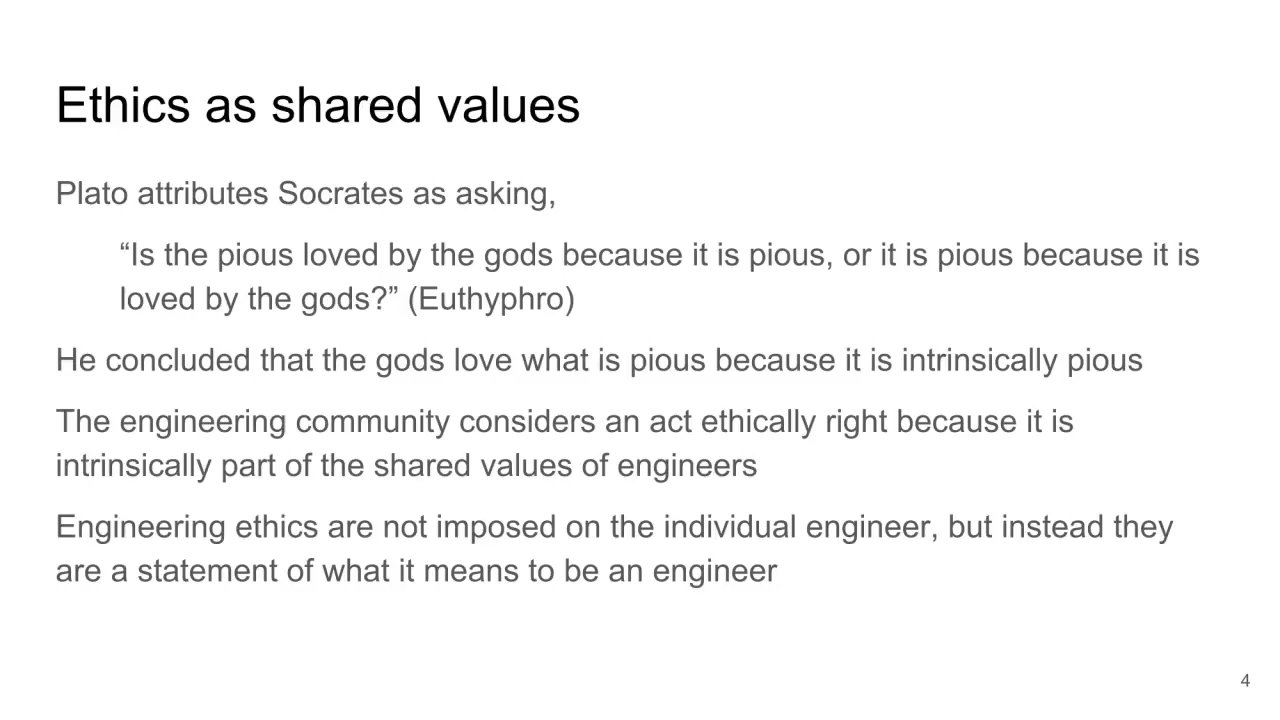 Ethics as shared values
Plato attributes Socrates as asking,
“Is the pious loved by the gods because it is pious, or it is pious because it is
loved by the gods?” (Euthyphro)
He concluded that the gods love what is pious because it is intrinsically pious
The engineering community considers an act ethically right because it is
intrinsically part of the shared values of engineers
Engineering ethics are not imposed on the individual engineer, but instead they
are a statement of what it means to be an engineer
4